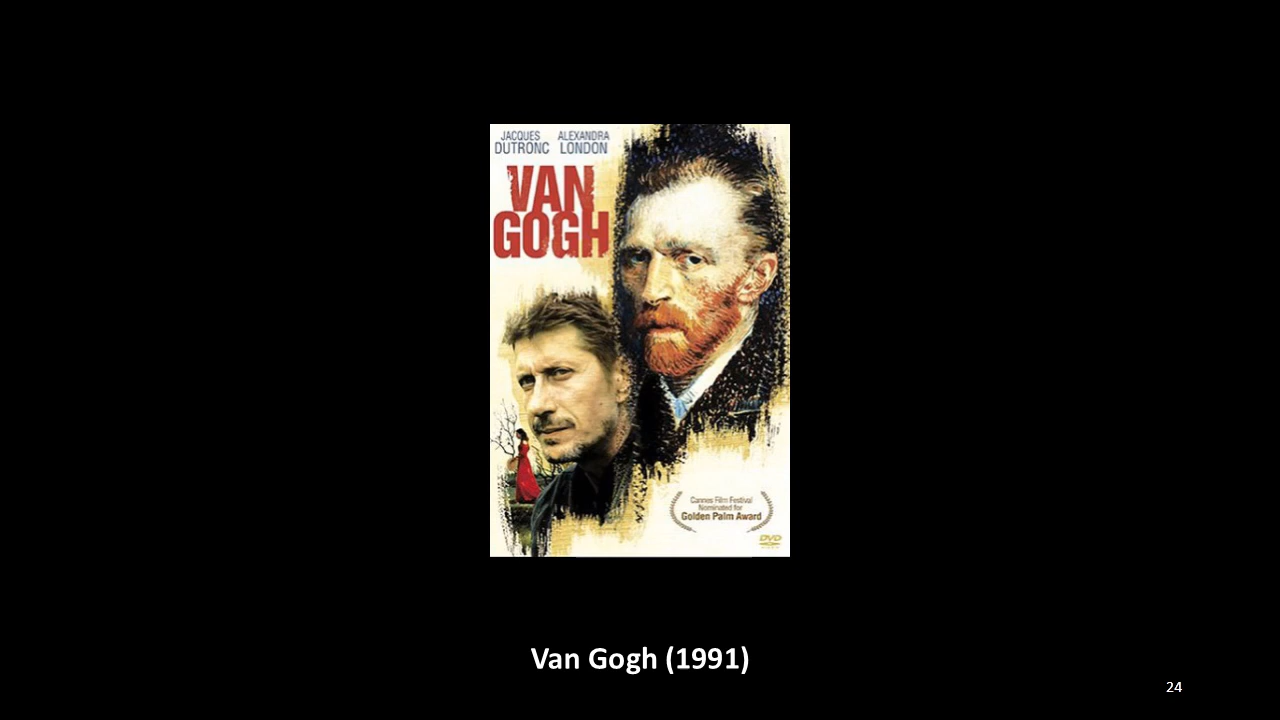 JACQUES ALEXANDRA
DUTRONC LONDON
VAN
GOGH
Cannes Film Festival
Nominated for
Golden Palm Award
DVD
VIDEO
Van Gogh (1991)
24